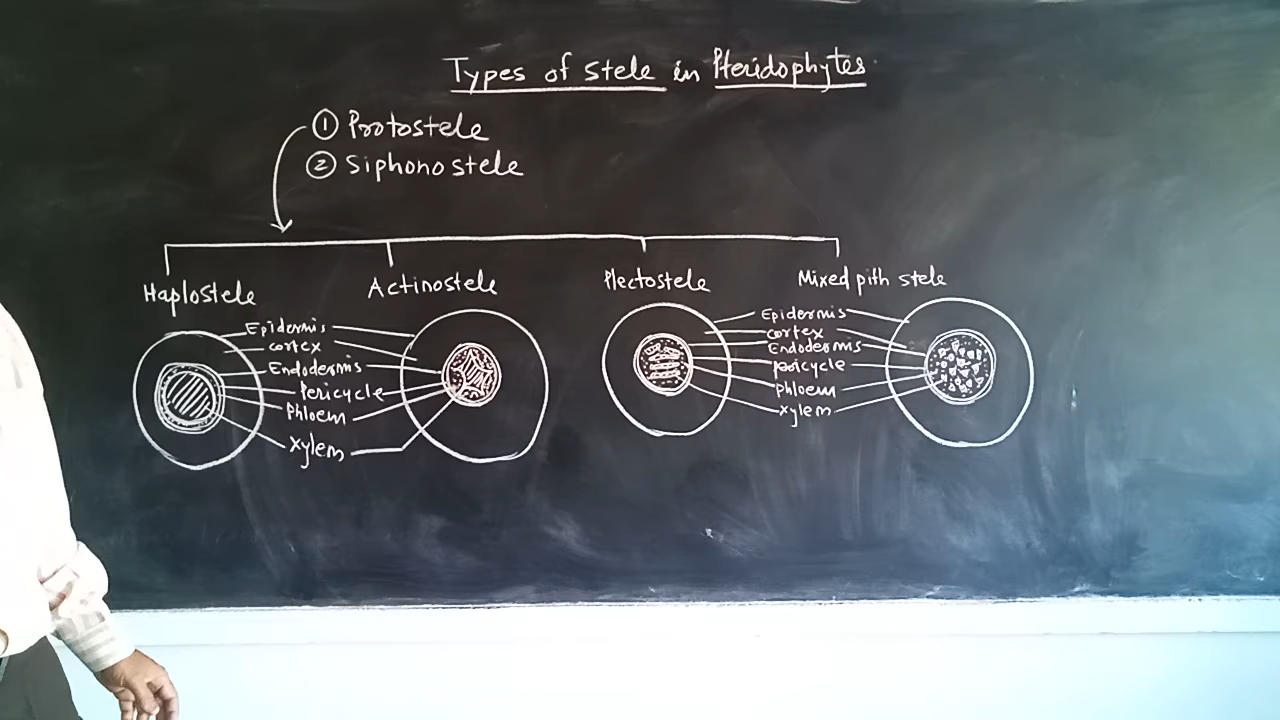 Types of stele in Pteridophytes
① Protostele
② Siphonostele
Haplostele
Actinostele
Plectostele
Mixed pith stele
Epidermis
cortex
Endodermis
Pericycle
Phloem
Xylem
Epidermis
cortex
Endodermis
pericycle
Phloem
xylem